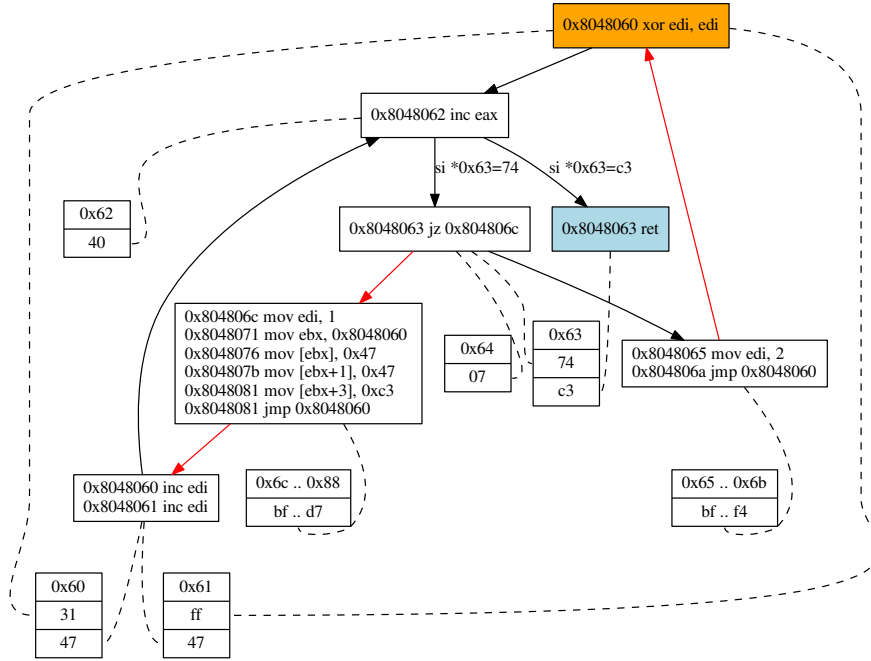 0x8048060 xor edi, edi
0x8048062 inc eax
si *0x63=74
si *0x63=c3
0x62
40
0x8048063 jz 0x804806c
0x8048063 ret
0x804806c mov edi, 1
0x8048071 mov ebx, 0x8048060
0x8048076 mov [ebx], 0x47
0x804807b mov [ebx+1], 0x47
0x8048081 mov [ebx+3], 0xc3
0x8048081 jmp 0x8048060
0x64
07
0x63
74
c3
0x8048065 mov edi, 2
0x804806a jmp 0x8048060
0x8048060 inc edi
0x8048061 inc edi
0x6c .. 0x88
bf .. d7
0x65 .. 0x6b
bf .. f4
0x60
31
47
0x61
ff
47